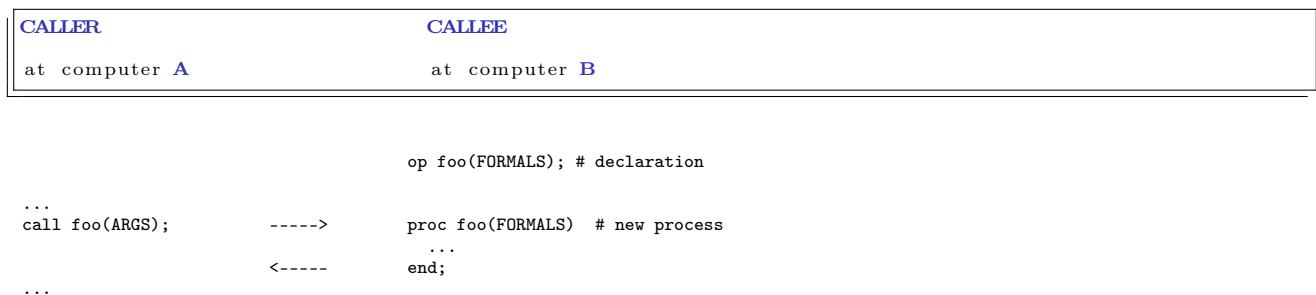 CALLER CALLEE
at computer A at computer B
op foo(FORMALS); # declaration
...
call foo(ARGS); -----> proc foo(FORMALS) # new process
...
<----- end;
...